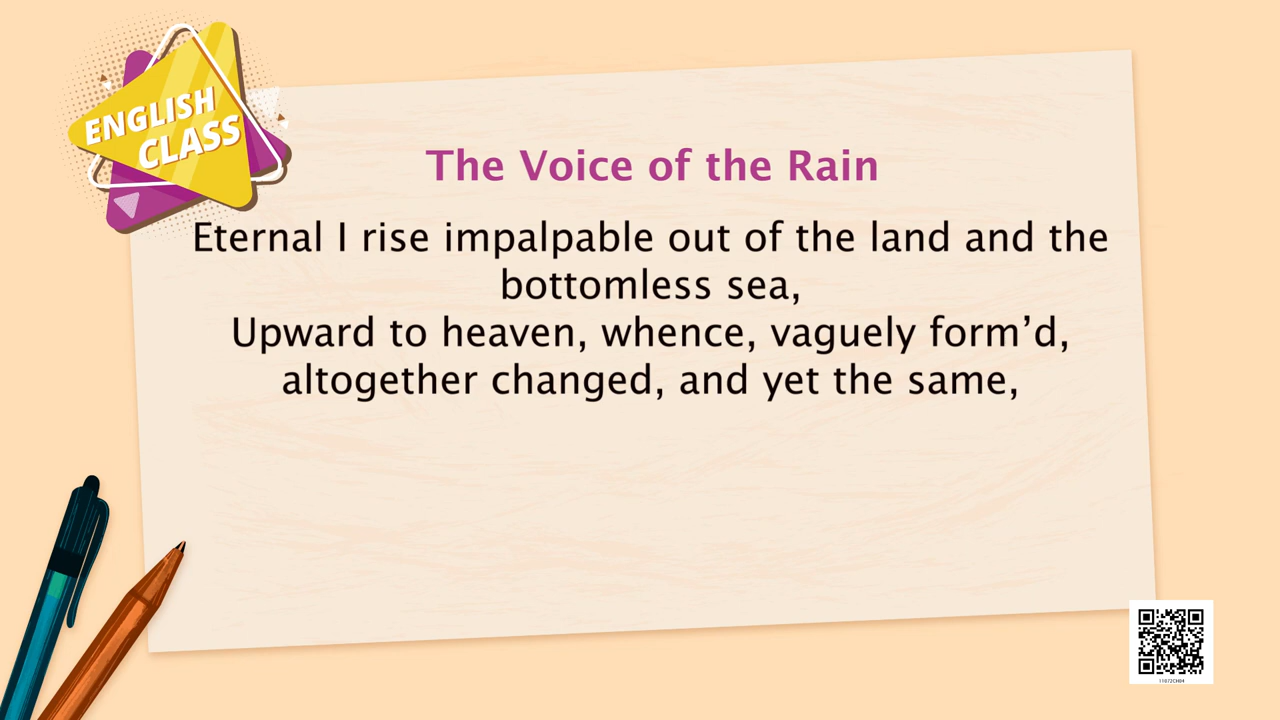 ENGLISH
CLASS
The Voice of the Rain
Eternal I rise impalpable out of the land and the
bottomless sea,
Upward to heaven, whence, vaguely form’d,
altogether changed, and yet the same,
11072CH04